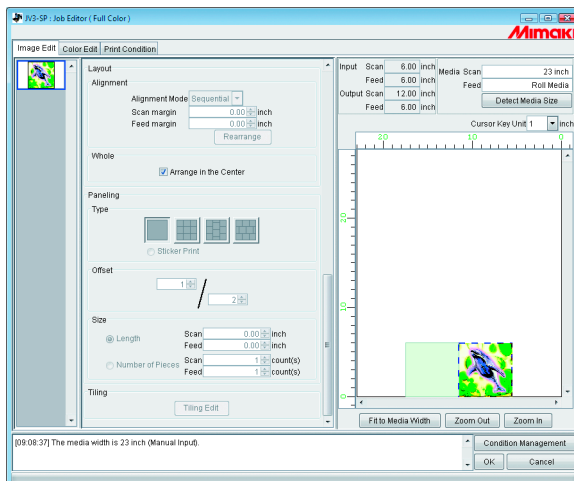 JV3-SP : Job Editor ( Full Color )
Mimaki
Image Edit Color Edit Print Condition
Layout
Alignment
Alignment Mode Sequential
Scan margin 0.00 inch
Feed margin 0.00 inch
Rearrange
Whole
Arrange in the Center
Paneling
Type
Sticker Print
Offset
1
2
Size
Length
Scan 0.00 inch
Feed 0.00 inch
Number of Pieces
Scan 1 count(s)
Feed 1 count(s)
Tiling
Tiling Edit
Input Scan 6.00 inch
Feed 6.00 inch
Output Scan 12.00 inch
Feed 6.00 inch
Media Scan 23 inch
Feed Roll Media
Detect Media Size
Cursor Key Unit 1 inch
20 10 0
20
10
0
Fit to Media Width Zoom Out Zoom In
[09:08:37] The media width is 23 inch (Manual Input).
Condition Management
OK Cancel